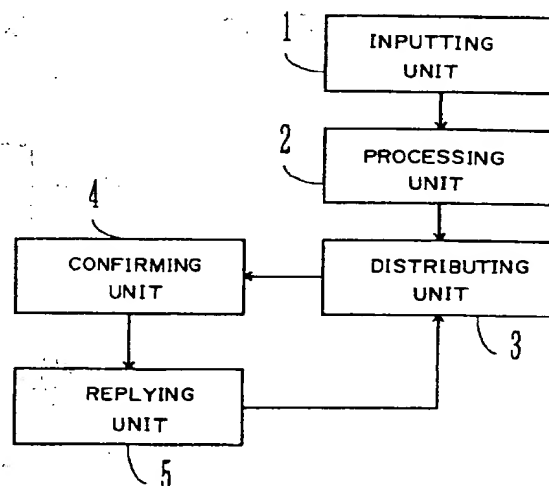 1
INPUTTING
UNIT
2
PROCESSING
UNIT
4
CONFIRMING
UNIT
DISTRIBUTING
UNIT
3
REPLYING
UNIT
5